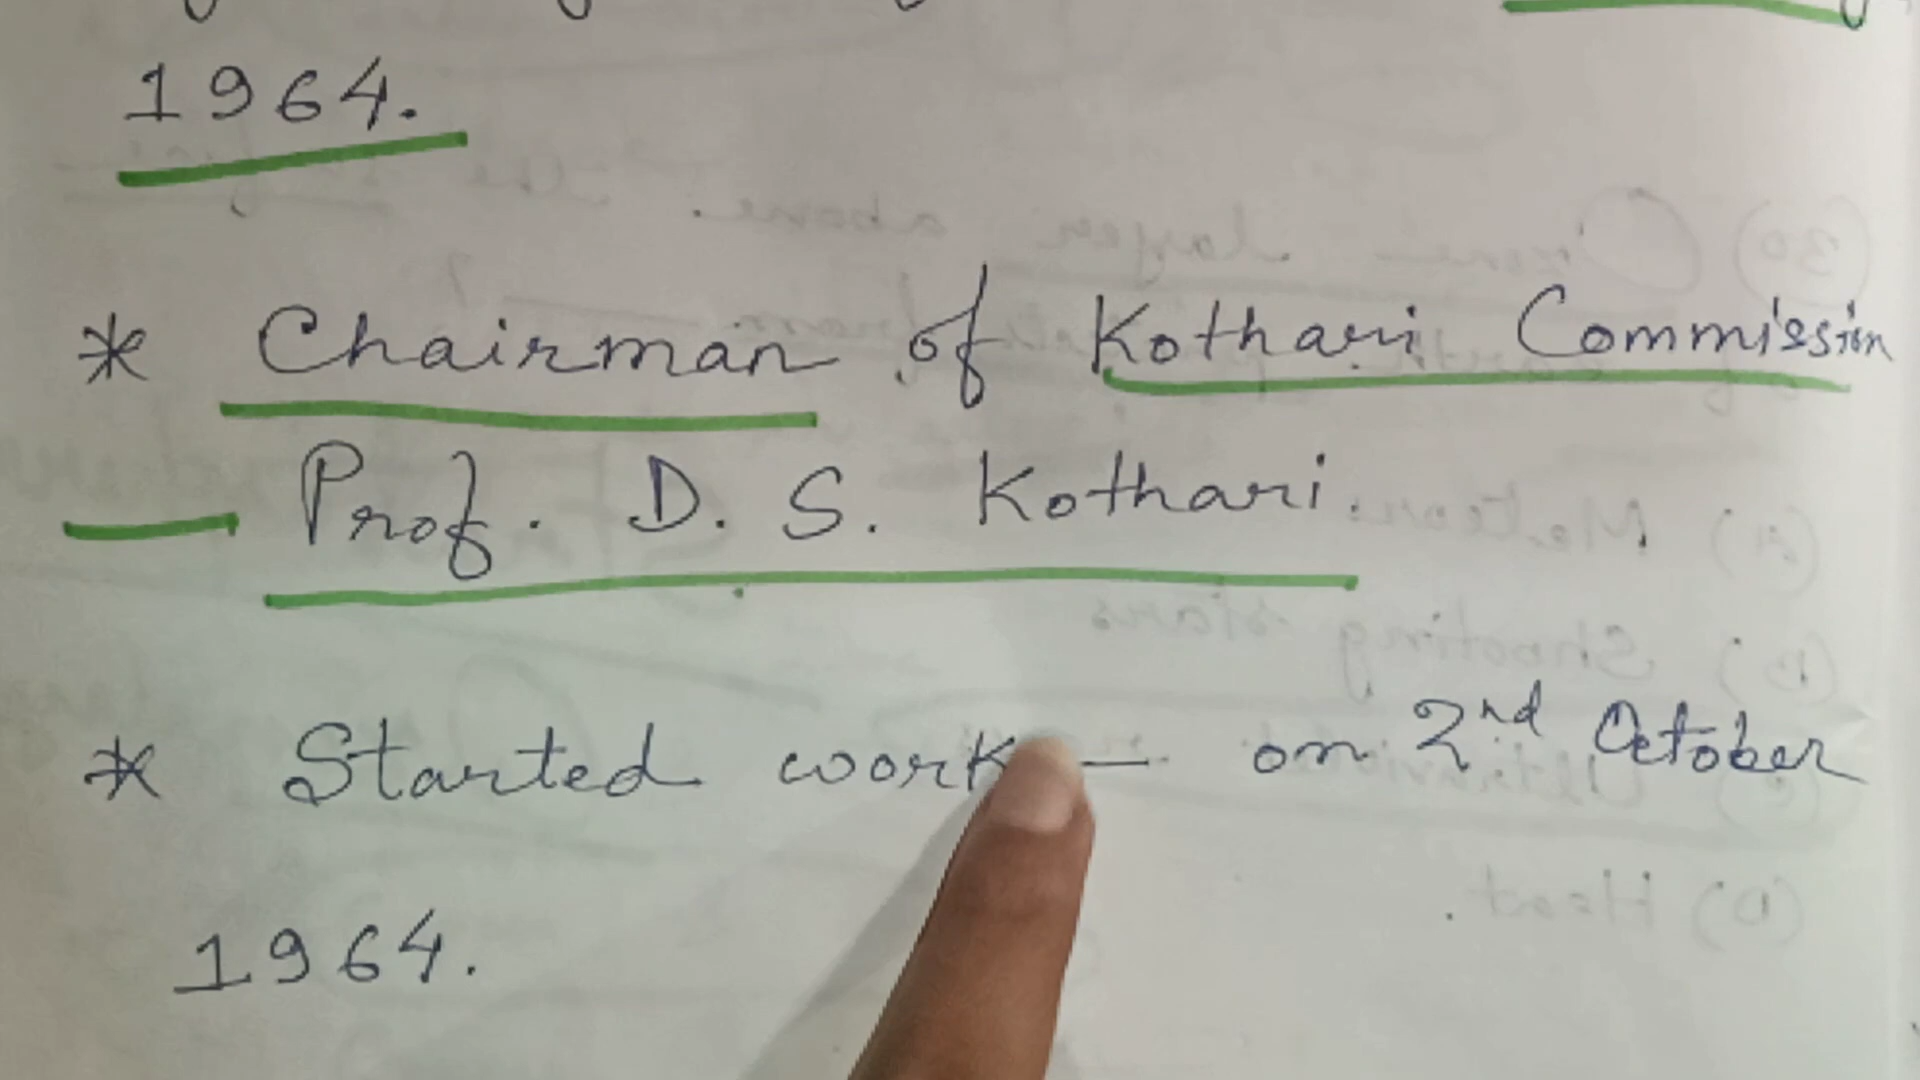 1964.
* Chairman of Kothari Commission
— Prof. D. S. Kothari.
* Started work — on 2nd October
1964.